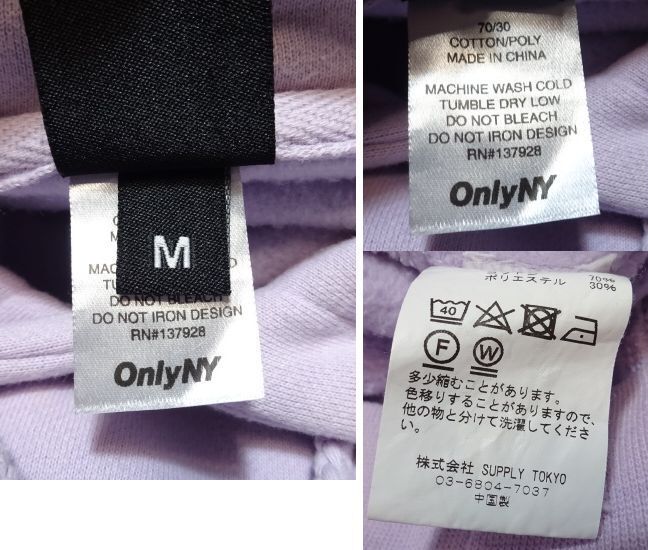 M
DO NOT BLEACH
DO NOT IRON DESIGN
RN#137928
OnlyNY
70/30
COTTON/POLY
MADE IN CHINA
MACHINE WASH COLD
TUMBLE DRY LOW
DO NOT BLEACH
DO NOT IRON DESIGN
RN#137928
OnlyNY
70%
ポリエステル 30%
40
F W
多少縮むことがあります。
色移りすることがありますので、
他の物と分けて洗濯してくださ
い。
株式会社 SUPPLY TOKYO
03-6804-7037
中国製